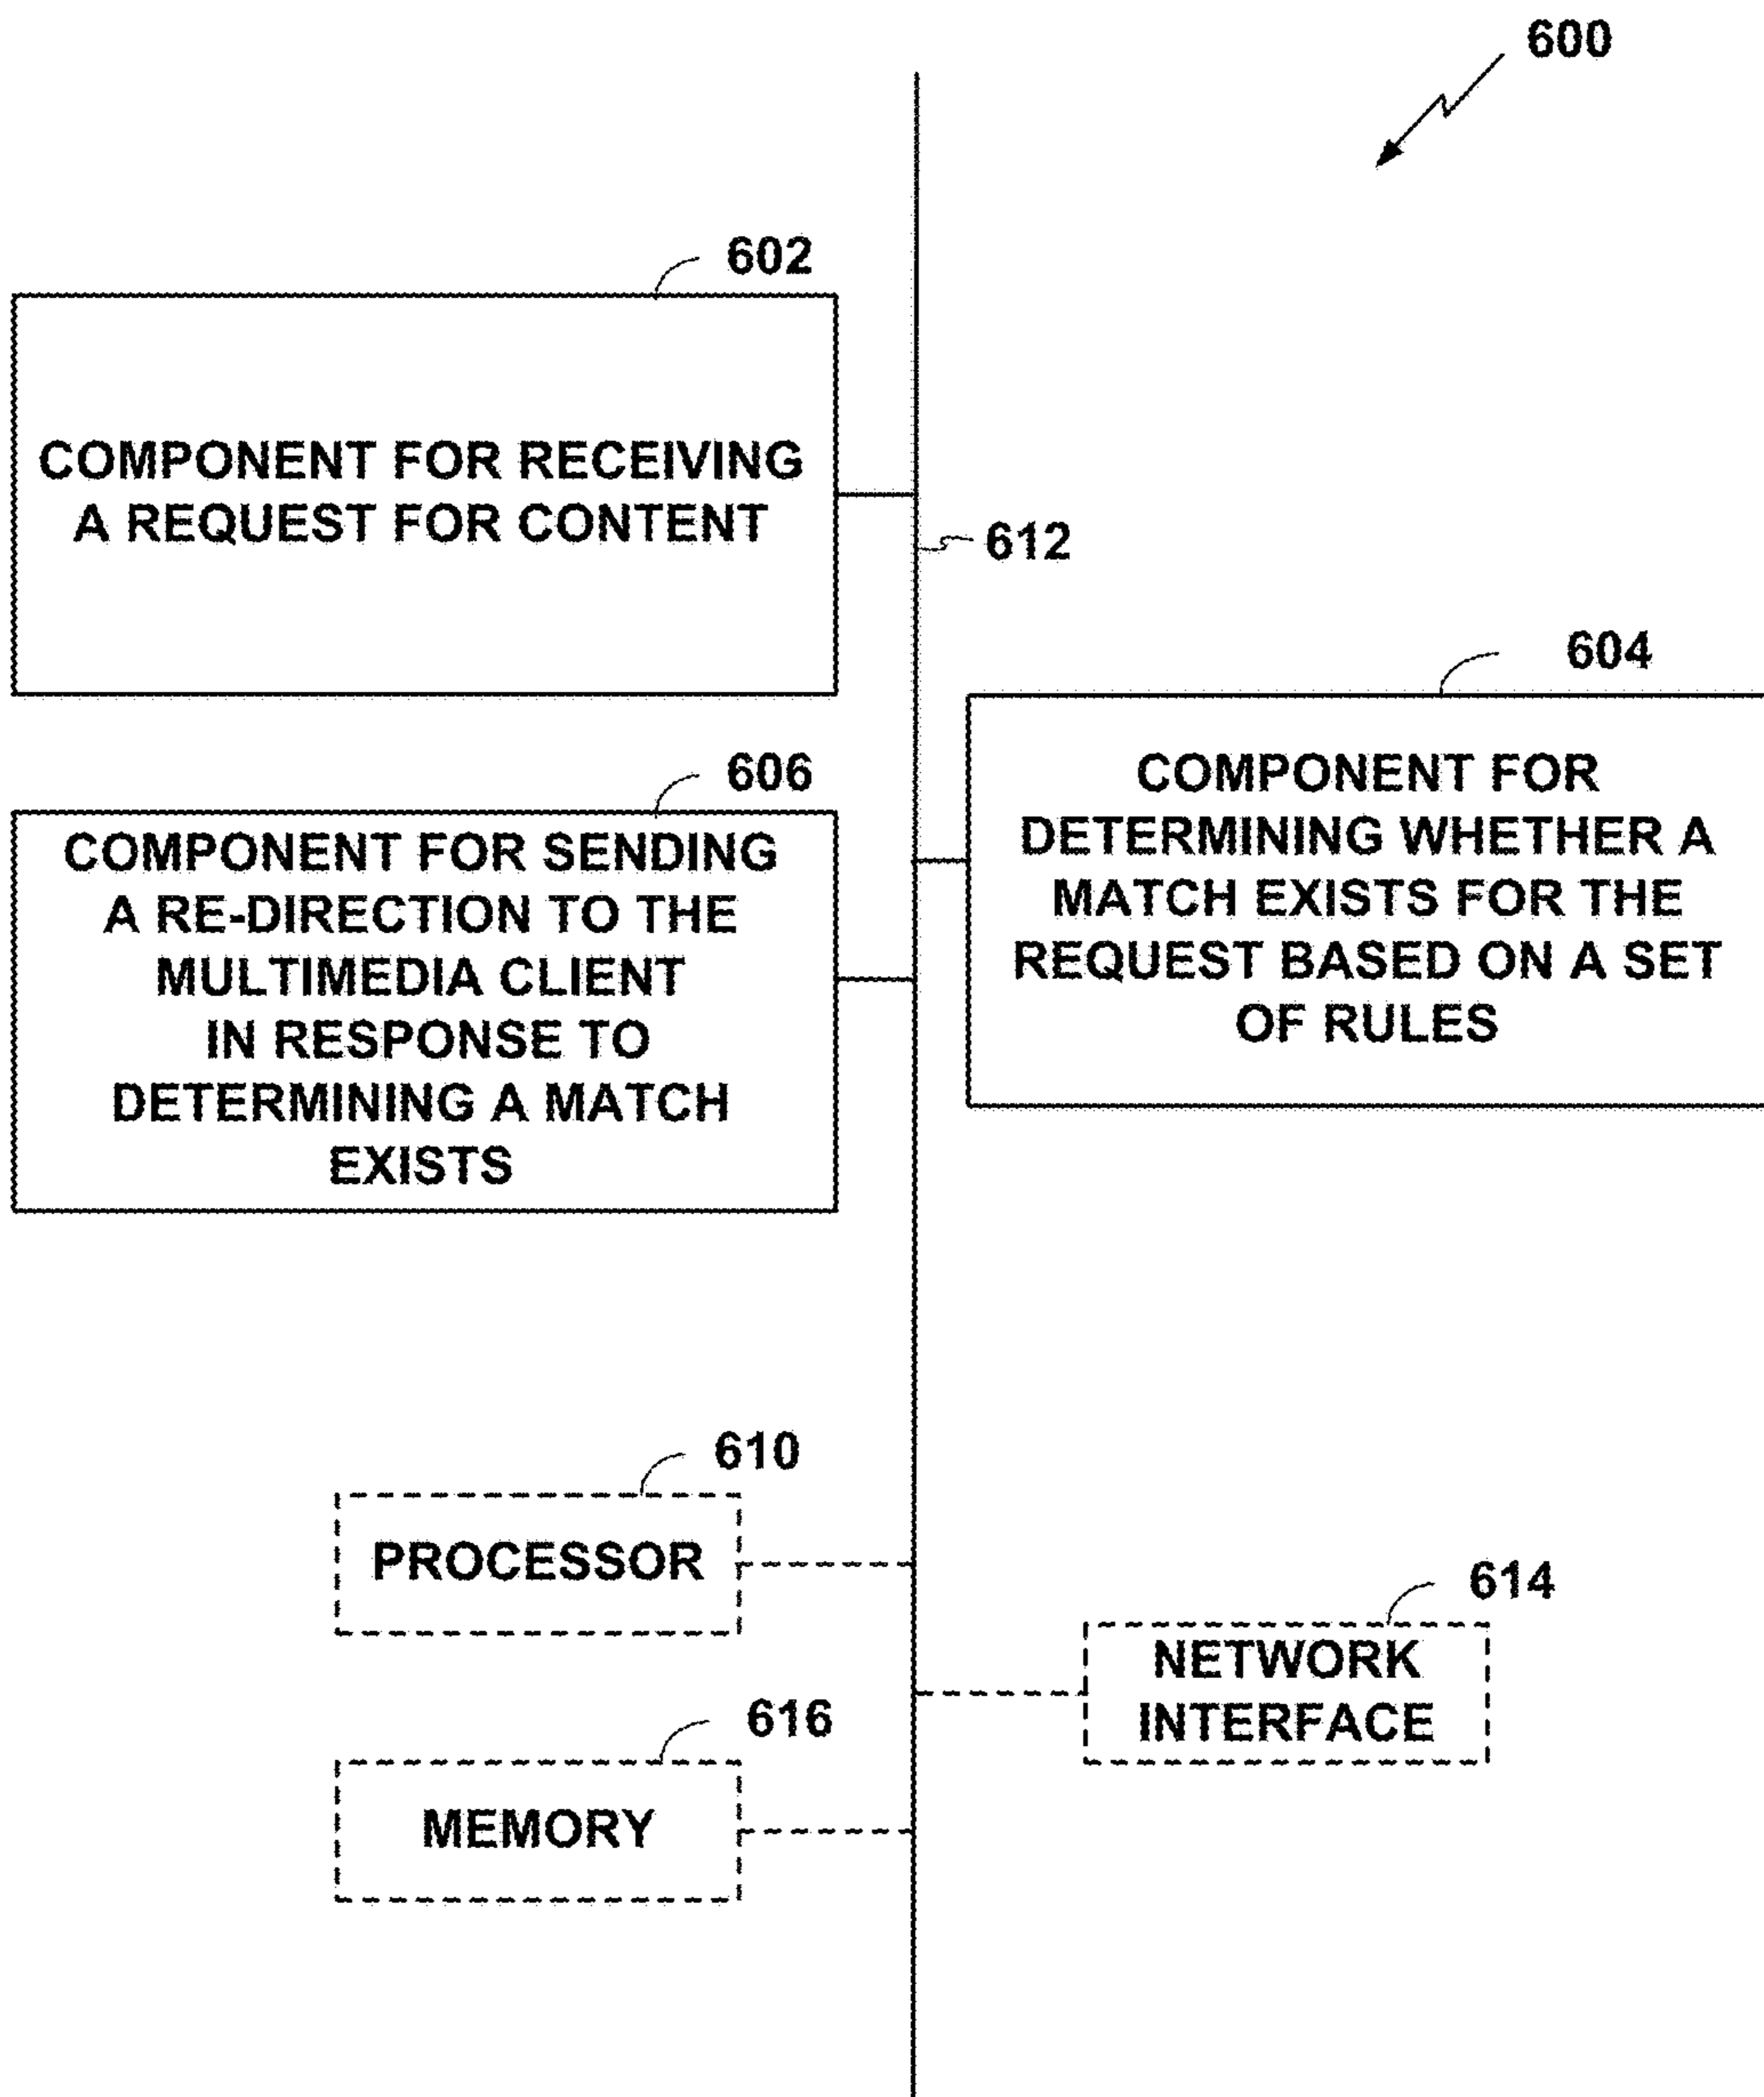 600
602
COMPONENT FOR RECEIVING
A REQUEST FOR CONTENT
612
604
COMPONENT FOR
DETERMINING WHETHER A
MATCH EXISTS FOR THE
REQUEST BASED ON A SET
OF RULES
606
COMPONENT FOR SENDING
A RE-DIRECTION TO THE
MULTIMEDIA CLIENT
IN RESPONSE TO
DETERMINING A MATCH
EXISTS
610
PROCESSOR
614
NETWORK
INTERFACE
616
MEMORY